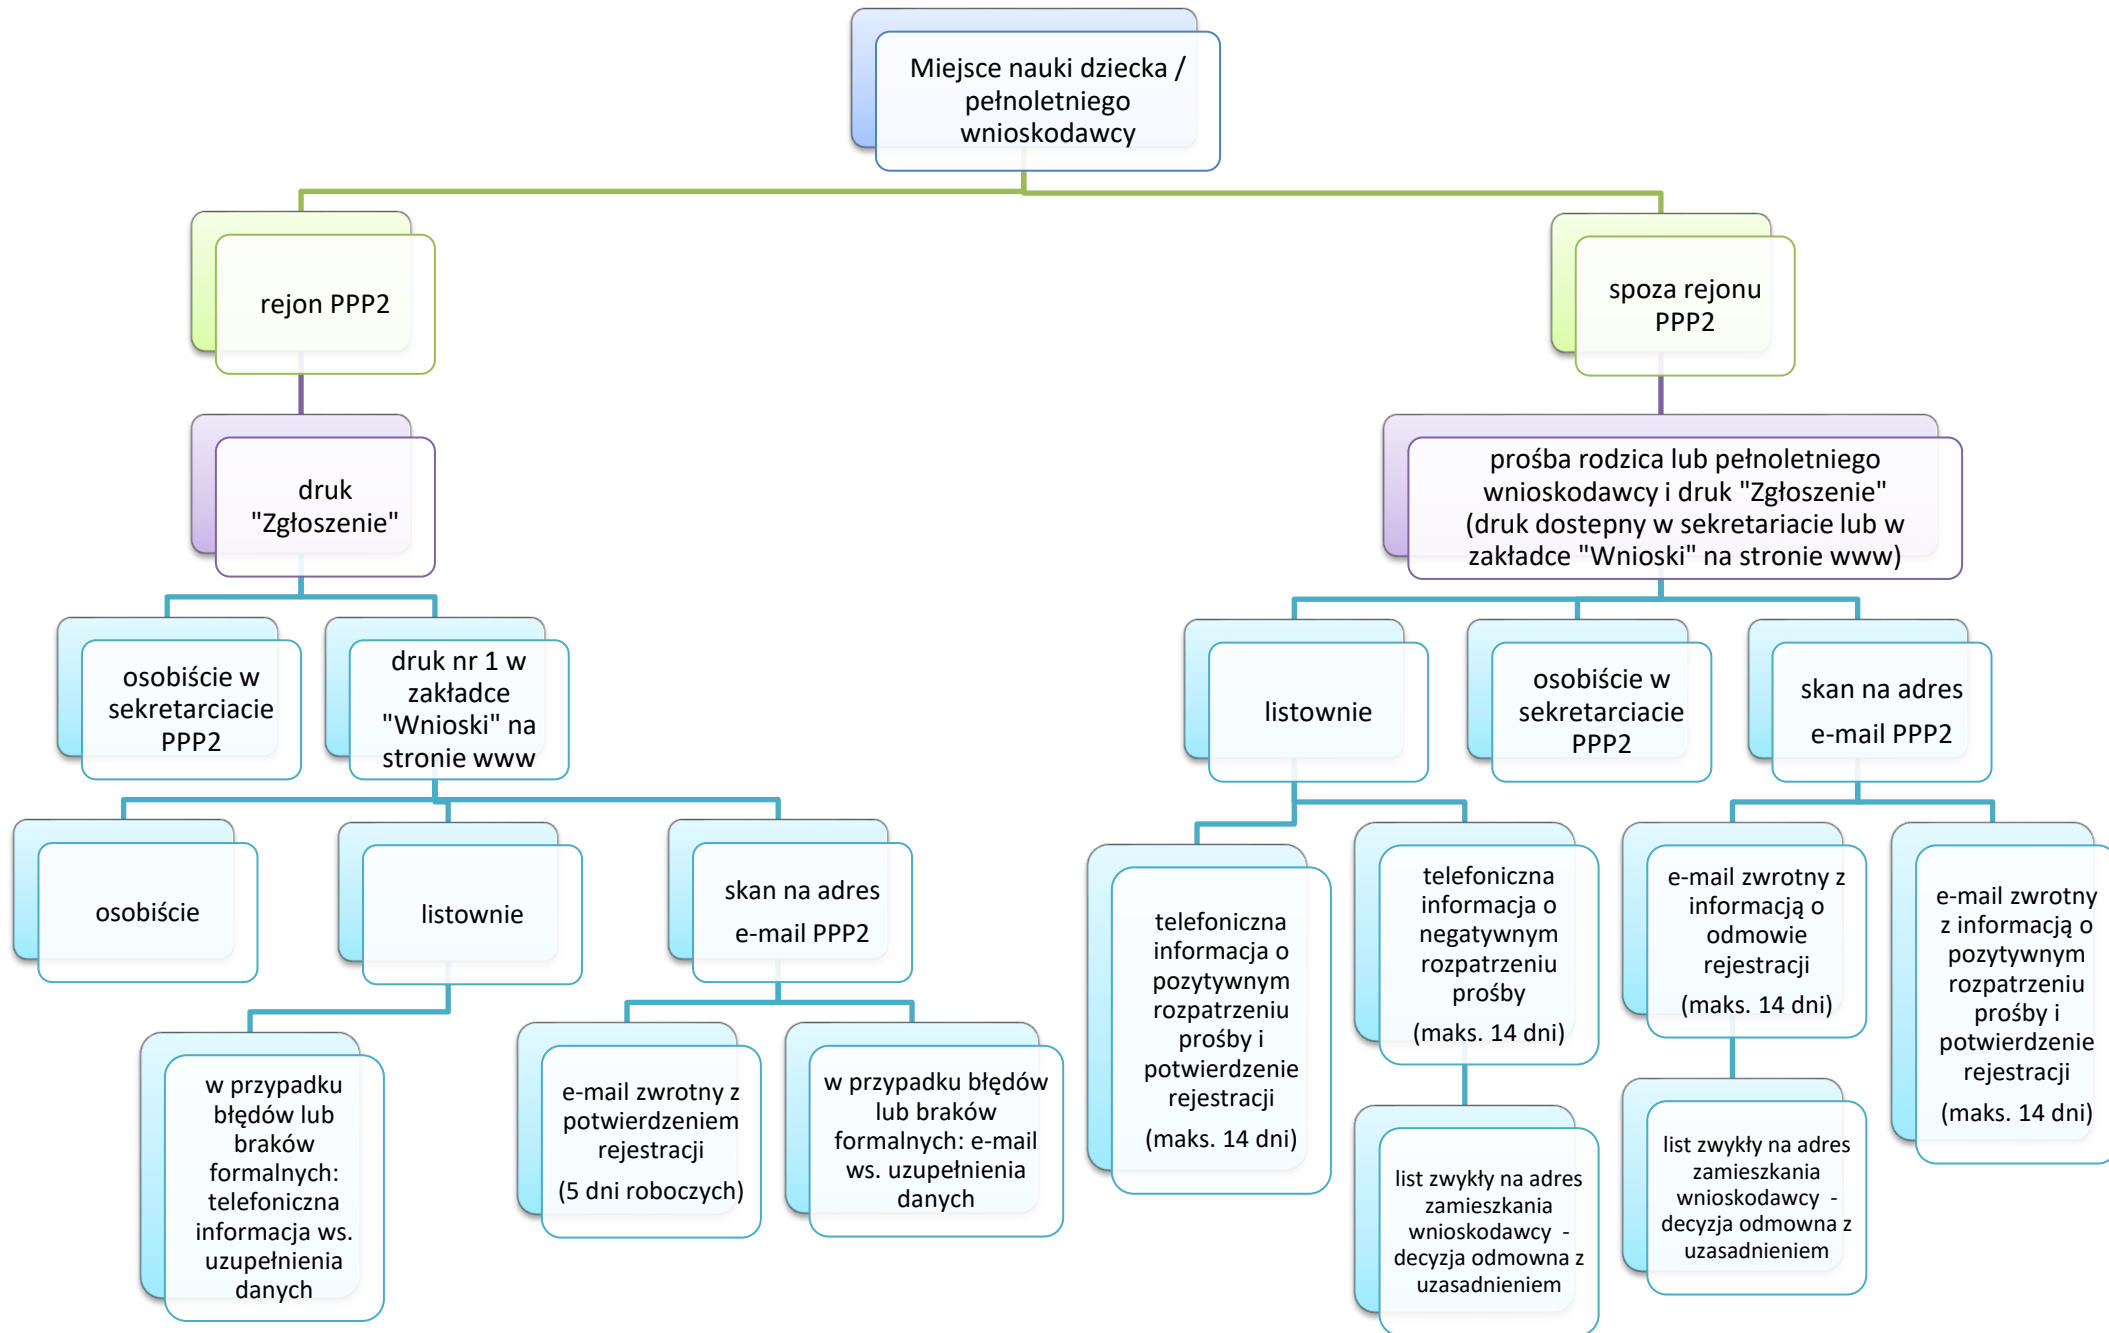 Miejsce nauki dziecka /
pełnoletniego
wnioskodawcy
rejon PPP2
spoza rejonu
PPP2
druk
"Zgłoszenie"
prośba rodzica lub pełnoletniego
wnioskodawcy i druk "Zgłoszenie"
(druk dostepny w sekretariacie lub w
zakładce "Wnioski" na stronie www)
osobiście w
sekretarciacie
PPP2
druk nr 1 w
zakładce
"Wnioski" na
stronie www
listownie
osobiście w
sekretarciacie
PPP2
skan na adres
e-mail PPP2
osobiście
listownie
skan na adres
e-mail PPP2
telefoniczna
informacja o
pozytywnym
rozpatrzeniu
prośby i
potwierdzenie
rejestracji
(maks. 14 dni)
telefoniczna
informacja o
negatywnym
rozpatrzeniu
prośby
(maks. 14 dni)
e-mail zwrotny z
informacją o
odmowie
rejestracji
(maks. 14 dni)
e-mail zwrotny
z informacją o
pozytywnym
rozpatrzeniu
prośby i
potwierdzenie
rejestracji
(maks. 14 dni)
w przypadku
błędów lub
braków
formalnych:
telefoniczna
informacja ws.
uzupełnienia
danych
e-mail zwrotny z
potwierdzeniem
rejestracji
(5 dni roboczych)
w przypadku błędów
lub braków
formalnych: e-mail
ws. uzupełnienia
danych
list zwykły na adres
zamieszkania
wnioskodawcy -
decyzja odmowna z
uzasadnieniem
list zwykły na adres
zamieszkania
wnioskodawcy -
decyzja odmowna z
uzasadnieniem